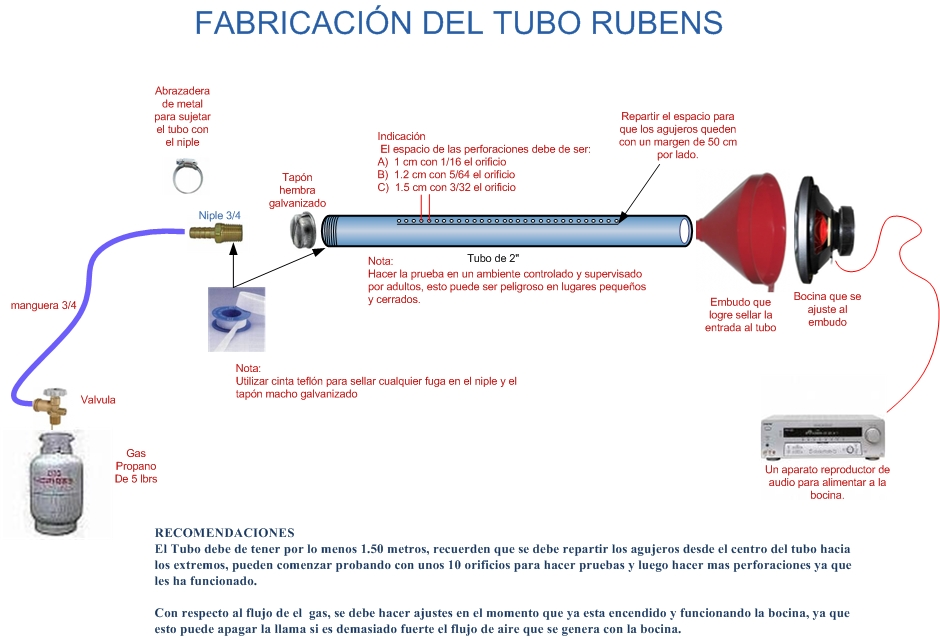 FABRICACIÓN DEL TUBO RUBENS
Abrazadera
de metal
para sujetar
el tubo con
el niple
Niple 3/4
Tapón
hembra
galvanizado
Indicación
El espacio de las perforaciones debe de ser:
A) 1 cm con 1/16 el orificio
B) 1.2 cm con 5/64 el orificio
C) 1.5 cm con 3/32 el orificio
Repartir el espacio para
que los agujeros queden
con un margen de 50 cm
por lado.
Tubo de 2"
Nota:
Hacer la prueba en un ambiente controlado y supervisado
por adultos, esto puede ser peligroso en lugares pequeños
y cerrados.
Embudo que
logre sellar la
entrada al tubo
Bocina que se
ajuste al
embudo
manguera 3/4
Nota:
Utilizar cinta teflón para sellar cualquier fuga en el niple y el
tapón macho galvanizado
Valvula
Gas
Propano
De 5 lbrs
Un aparato reproductor de
audio para alimentar a la
bocina.
RECOMENDACIONES
El Tubo debe de tener por lo menos 1.50 metros, recuerden que se debe repartir los agujeros desde el centro del tubo hacia
los extremos, pueden comenzar probando con unos 10 orificios para hacer pruebas y luego hacer mas perforaciones ya que
les ha funcionado.
Con respecto al flujo de el gas, se debe hacer ajustes en el momento que ya esta encendido y funcionando la bocina, ya que
esto puede apagar la llama si es demasiado fuerte el flujo de aire que se genera con la bocina.